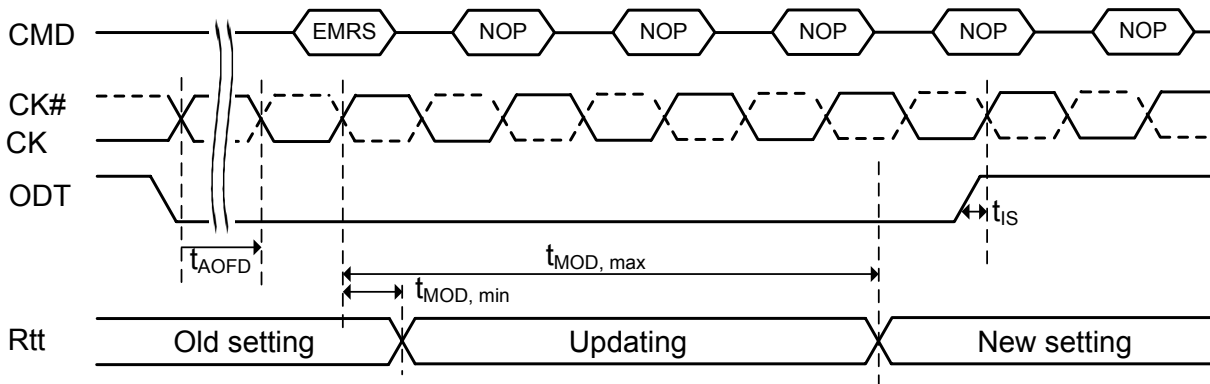 CMD EMRS NOP NOP NOP NOP NOP
CK#
CK
ODT
tIS
tAOFD
tMOD, max
tMOD, min
Rtt Old setting Updating New setting